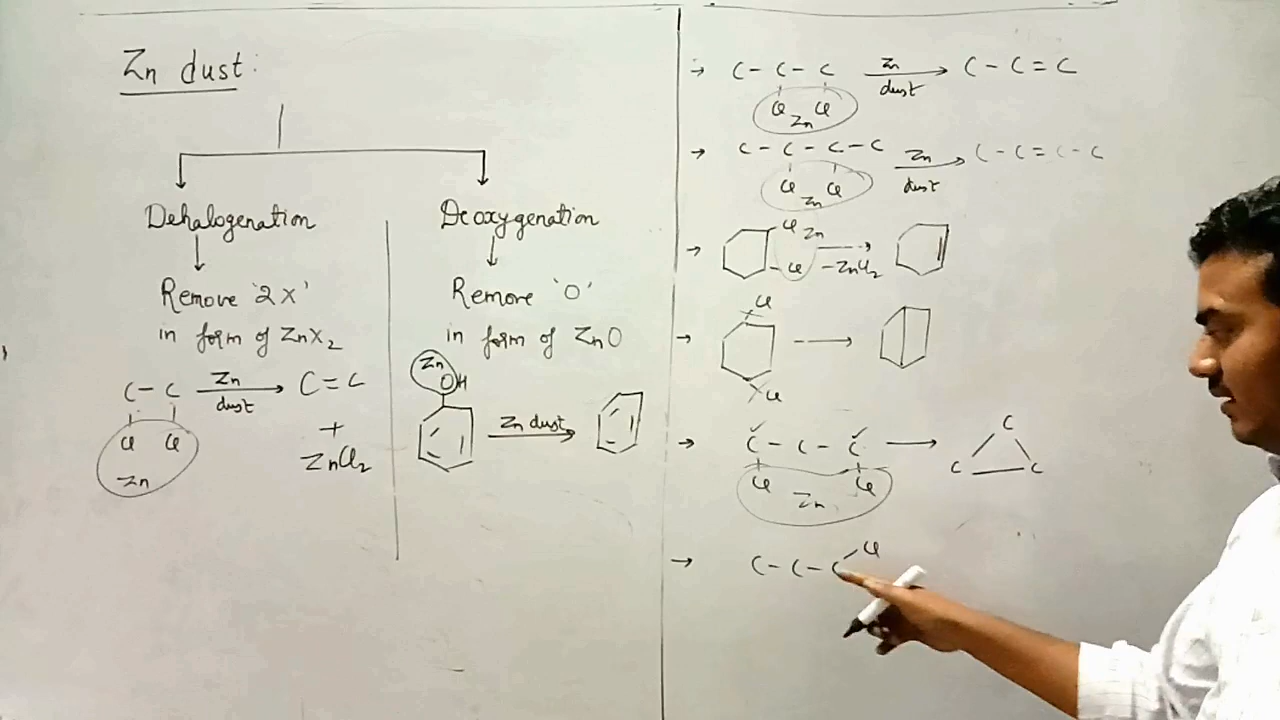 Zn dust:
Dehalogenation
Remove '2X'
in form of ZnX2
C - C Zn dust → C = C
Cl Cl
Zn
+
ZnCl2
Deoxygenation
Remove 'O'
in form of ZnO
Zn
OH
Zn dust
→ C - C - C Zn dust → C - C = C
Cl Cl
Zn
→ C - C - C - C Zn dust → C - C = C - C
Cl Cl
Zn
→ Cl Zn
Cl - ZnCl2
→ Cl
Cl
→ C - C - C → C
C C
Cl Zn Cl
→ C - C - C Cl